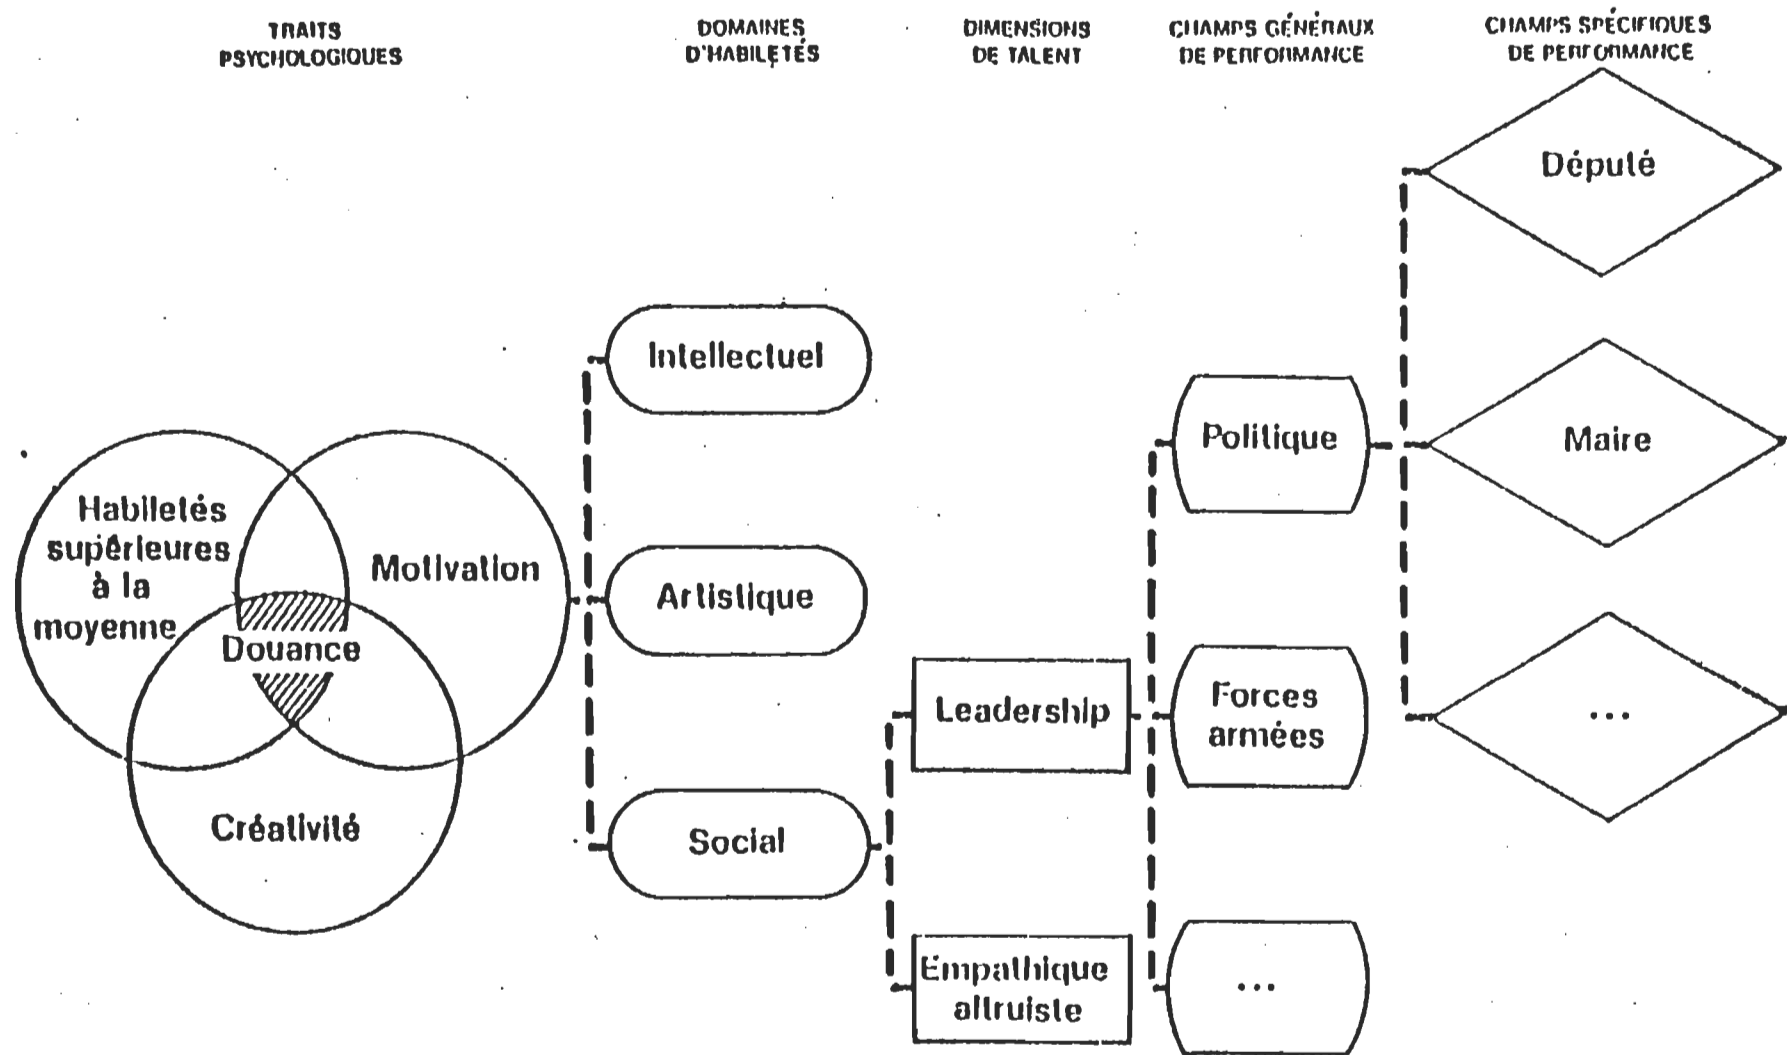 TRAITS
PSYCHOLOGIQUES
DOMAINES
D'HABILETÉS
DIMENSIONS
DE TALENT
CHAMPS GÉNÉRAUX
DE PERFORMANCE
CHAMPS SPÉCIFIQUES
DE PERFORMANCE
Habiletés
supérieures
à la
moyenne
Motivation
Douance
Créativité
Intellectuel
Artistique
Social
Leadership
Empathique
altruiste
Politique
Forces
armées
...
Député
Maire
...